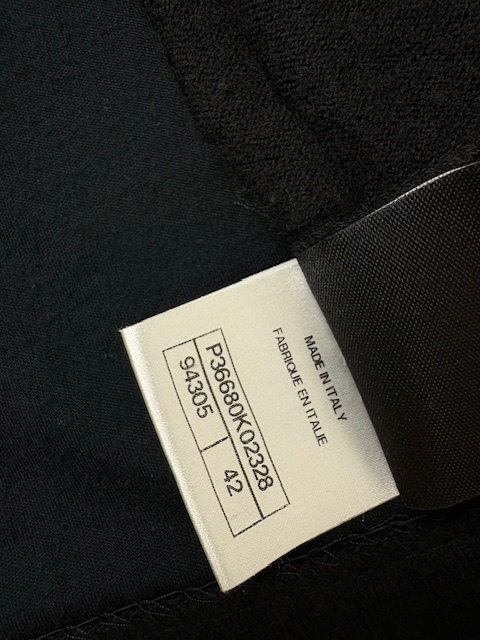 MADE IN ITALY
FABRIQUE EN ITALIE
P36680K02328
94305 42